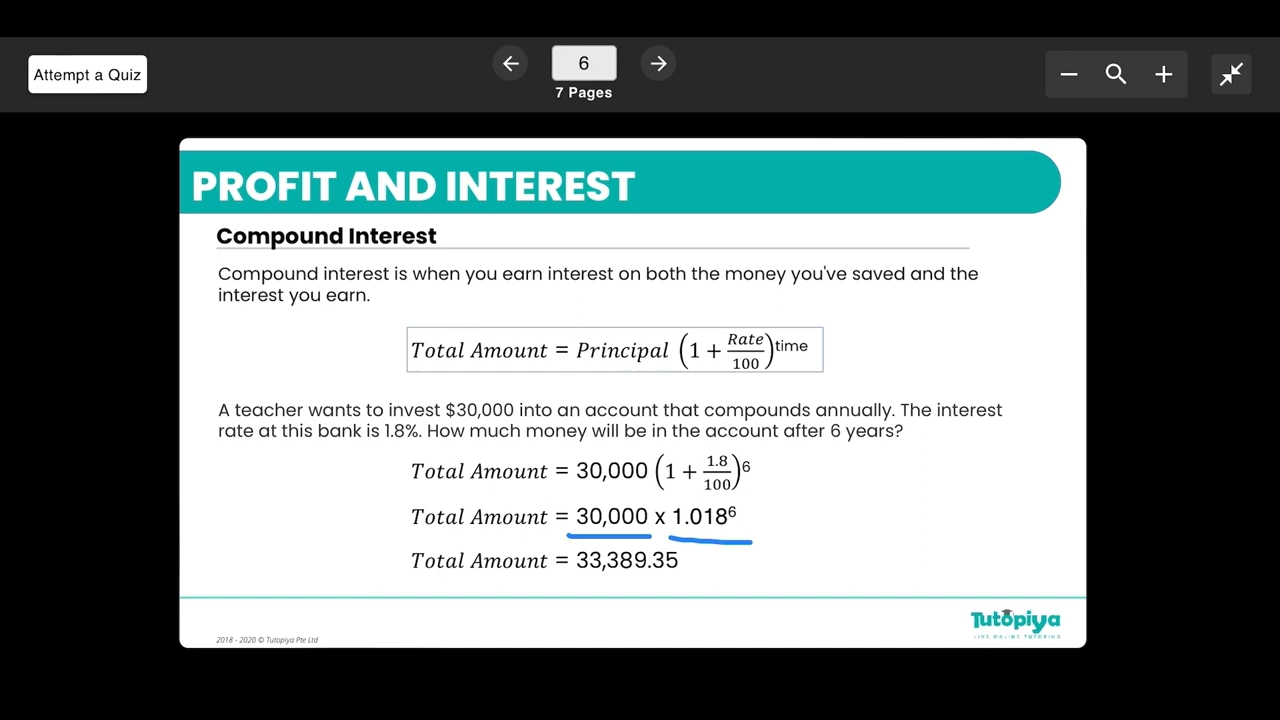 Attempt a Quiz
6
7 Pages
PROFIT AND INTEREST
Compound Interest
Compound interest is when you earn interest on both the money you've saved and the
interest you earn.
Total Amount = Principal (1 + Rate/100)^time
A teacher wants to invest $30,000 into an account that compounds annually. The interest
rate at this bank is 1.8%. How much money will be in the account after 6 years?
Total Amount = 30,000 (1 + 1.8/100)^6
Total Amount = 30,000 x 1.018⁶
Total Amount = 33,389.35
2018 - 2020 © Tutopiya Pte Ltd
Tutopiya
LIVE ONLINE TUTORING